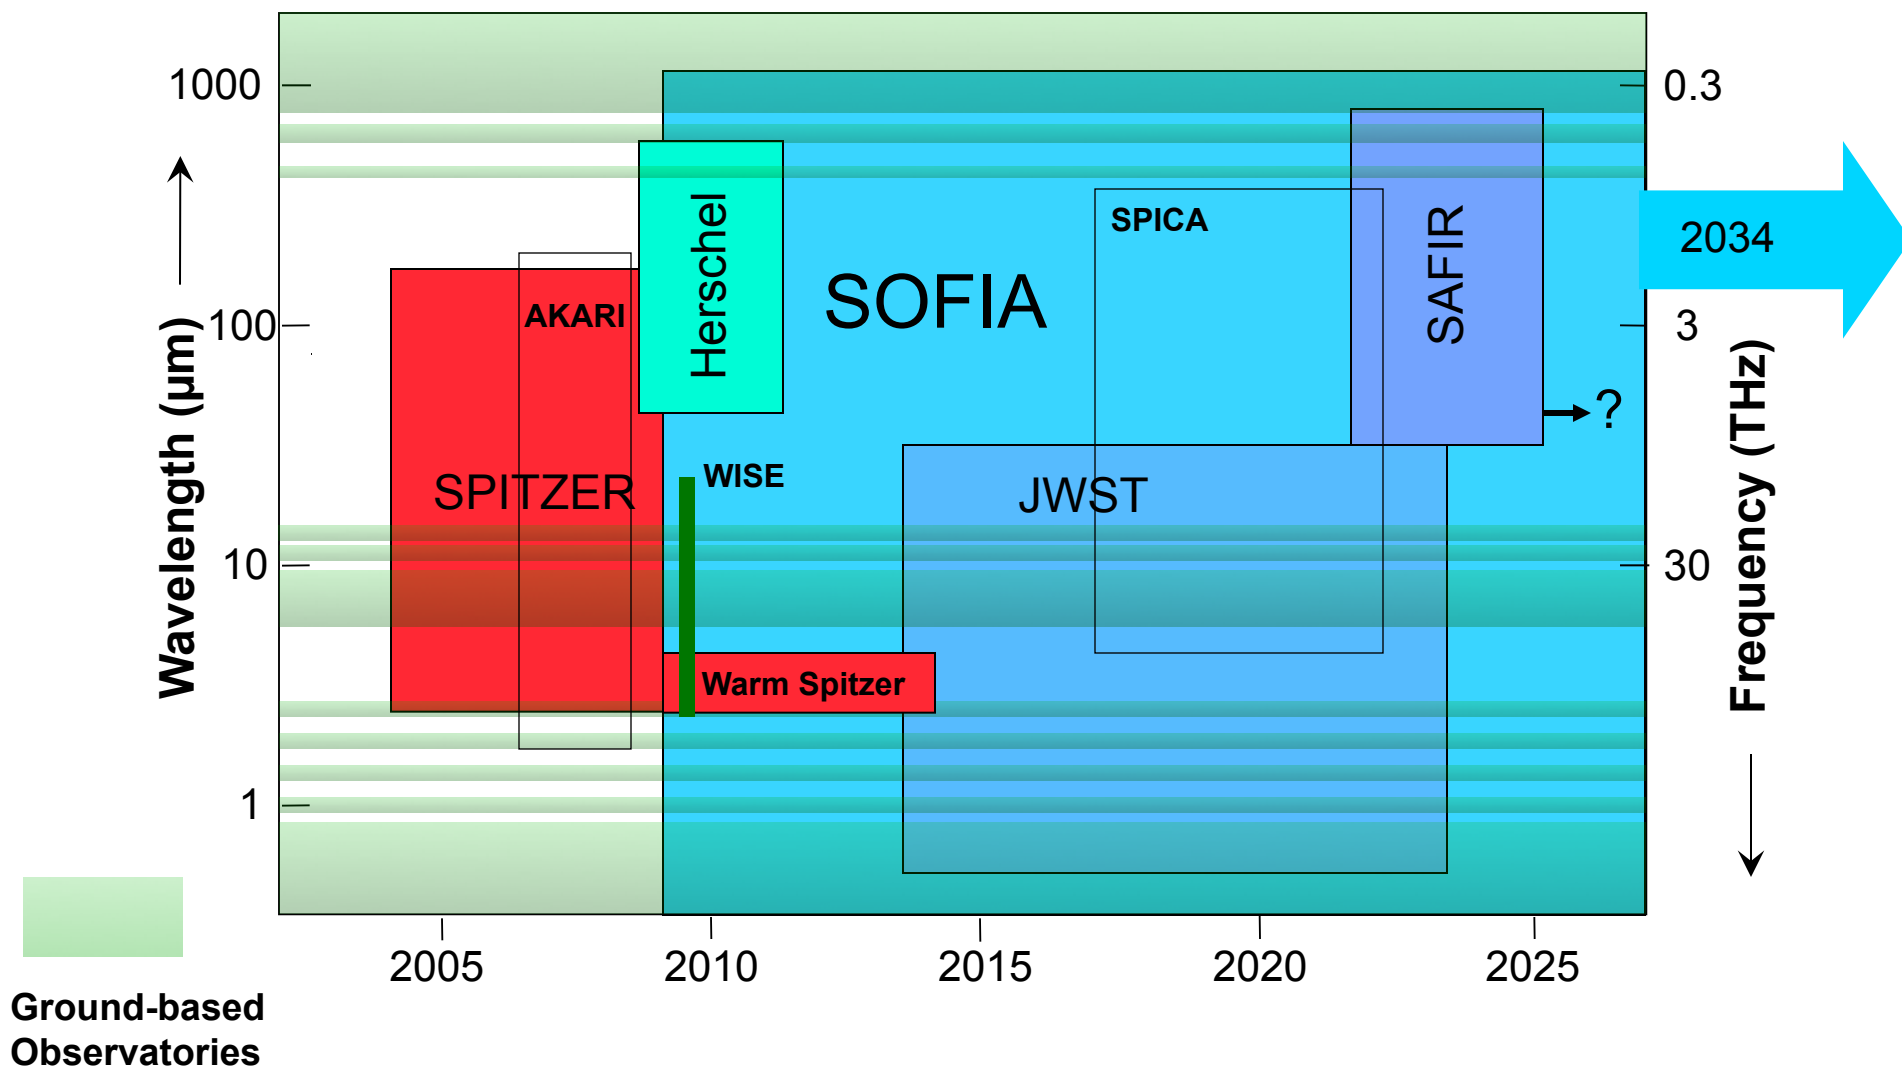 1000
0.3
Herschel
SPICA
SAFIR
2034
SOFIA
AKARI
100
3
Wavelength (µm)
Frequency (THz)
?
WISE
SPITZER
JWST
10
30
Warm Spitzer
1
2005
2010
2015
2020
2025
Ground-based
Observatories